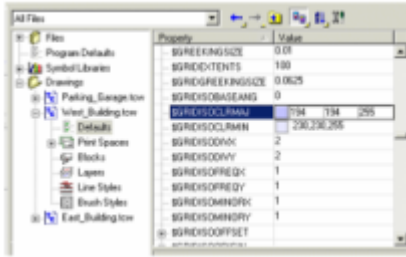 All Files
Files
Program Defaults
Symbol Libraries
Drawings
Parking_Garage.tcw
West_Building.tcw
Defaults
Print Spaces
Blocks
Layers
Line Styles
Brush Styles
East_Building.tcw
Property Value
$GREEKINGSIZE 0.01
$GRIDEXTENTS 100
$GRIDGREEKINGSIZE 0.0625
$GRIDISOBASEANG 0
$GRIDISOCLRMAJ 194 194 255
$GRIDISOCLRMIN 230,230,255
$GRIDISODIVX 2
$GRIDISODIVY 2
$GRIDISOFREQX 1
$GRIDISOFREQY 1
$GRIDISOMINORX 1
$GRIDISOMINORY 1
$GRIDISOOFFSET